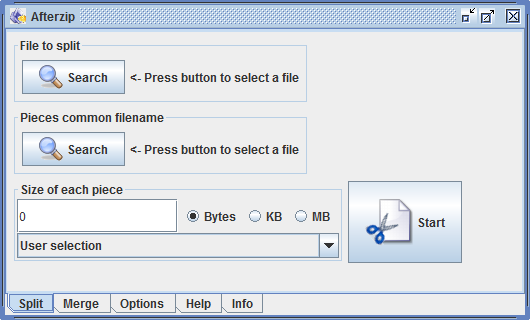 Afterzip
File to split
Search <- Press button to select a file
Pieces common filename
Search <- Press button to select a file
Size of each piece
0 Bytes KB MB
Start
User selection
Split Merge Options Help Info